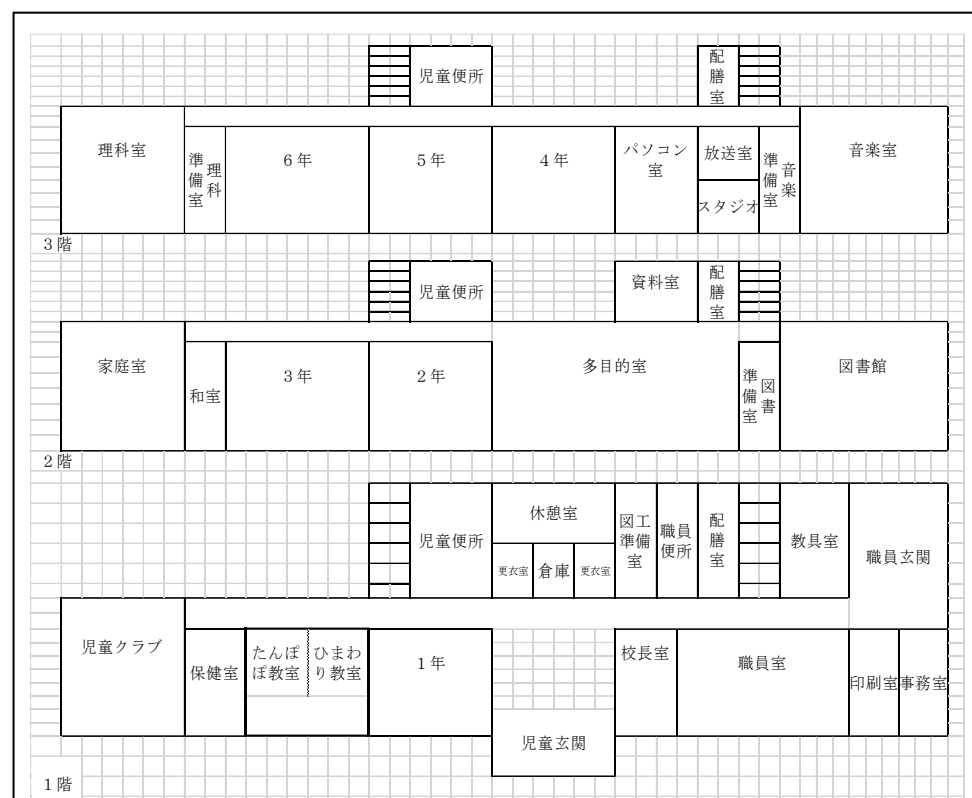 児童便所
配膳室
理科室
理科
準備室
6年
5年
4年
パソコン
室
放送室
スタジオ
音楽
準備室
音楽室
3階
児童便所
資料室
配膳室
家庭室
和室
3年
2年
多目的室
図書
準備室
図書館
2階
児童便所
休憩室
更衣室
倉庫
更衣室
図工
準備
室
職員
便所
配膳室
教具室
職員玄関
児童クラブ
保健室
たんぽ
ぽ教室
ひまわ
り教室
1年
児童玄関
校長室
職員室
印刷室
事務室
1階